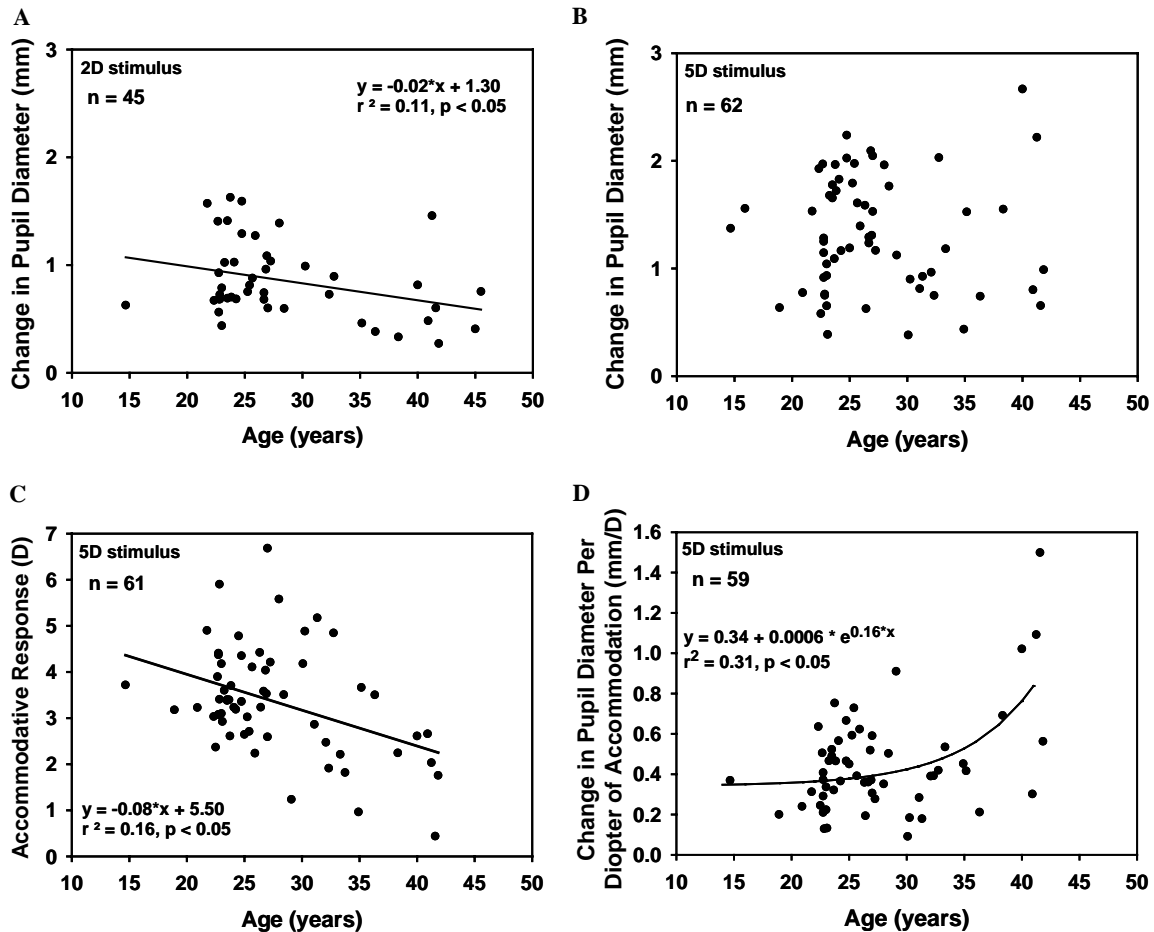 A
Change in Pupil Diameter (mm)
3
2
1
0
2D stimulus
n = 45
y = -0.02*x + 1.30
r ² = 0.11, p < 0.05
10 15 20 25 30 35 40 45 50
Age (years)
B
Change in Pupil Diameter (mm)
3
2
1
0
5D stimulus
n = 62
10 15 20 25 30 35 40 45 50
Age (years)
C
Accommodative Response (D)
7
6
5
4
3
2
1
0
5D stimulus
n = 61
y = -0.08*x + 5.50
r ² = 0.16, p < 0.05
10 15 20 25 30 35 40 45 50
Age (years)
D
Change in Pupil Diameter Per
Diopter of Accommodation (mm/D)
1.6
1.4
1.2
1.0
0.8
0.6
0.4
0.2
0.0
5D stimulus
n = 59
y = 0.34 + 0.0006 * e^0.16*x
r² = 0.31, p < 0.05
10 15 20 25 30 35 40 45 50
Age (years)